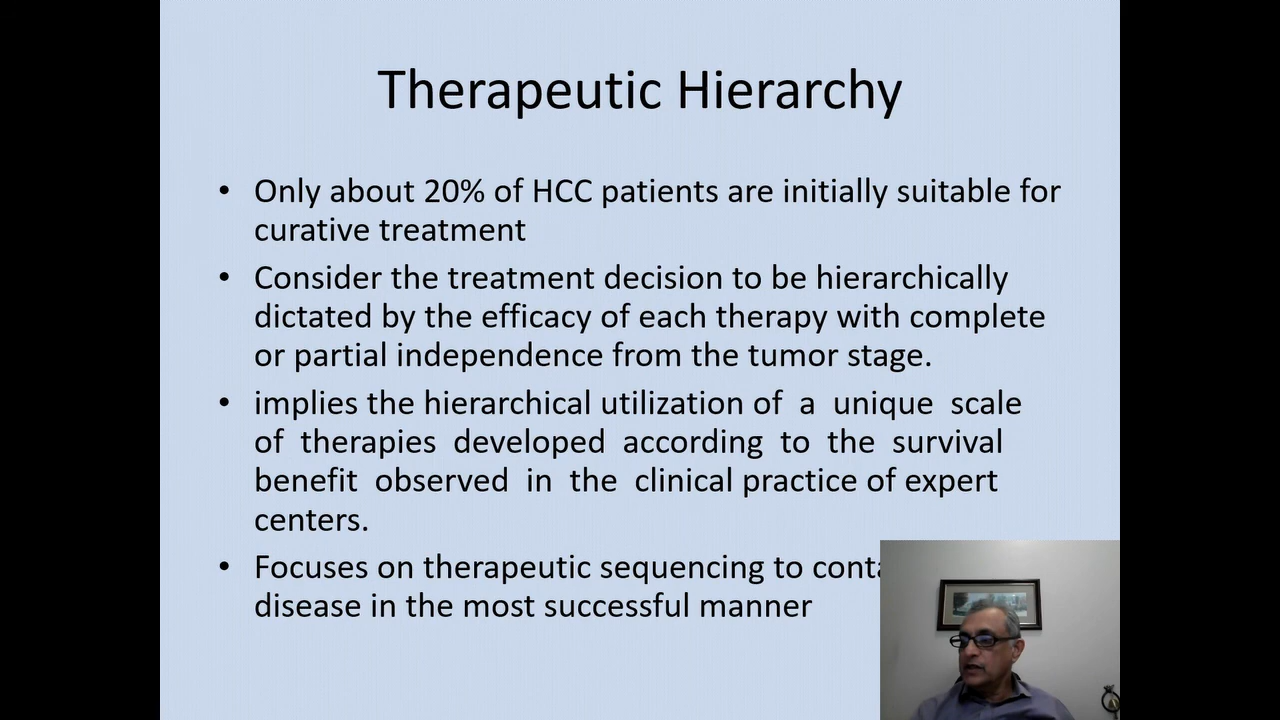 Therapeutic Hierarchy
• Only about 20% of HCC patients are initially suitable for
curative treatment
• Consider the treatment decision to be hierarchically
dictated by the efficacy of each therapy with complete
or partial independence from the tumor stage.
• implies the hierarchical utilization of a unique scale
of therapies developed according to the survival
benefit observed in the clinical practice of expert
centers.
• Focuses on therapeutic sequencing to
disease in the most successful manner